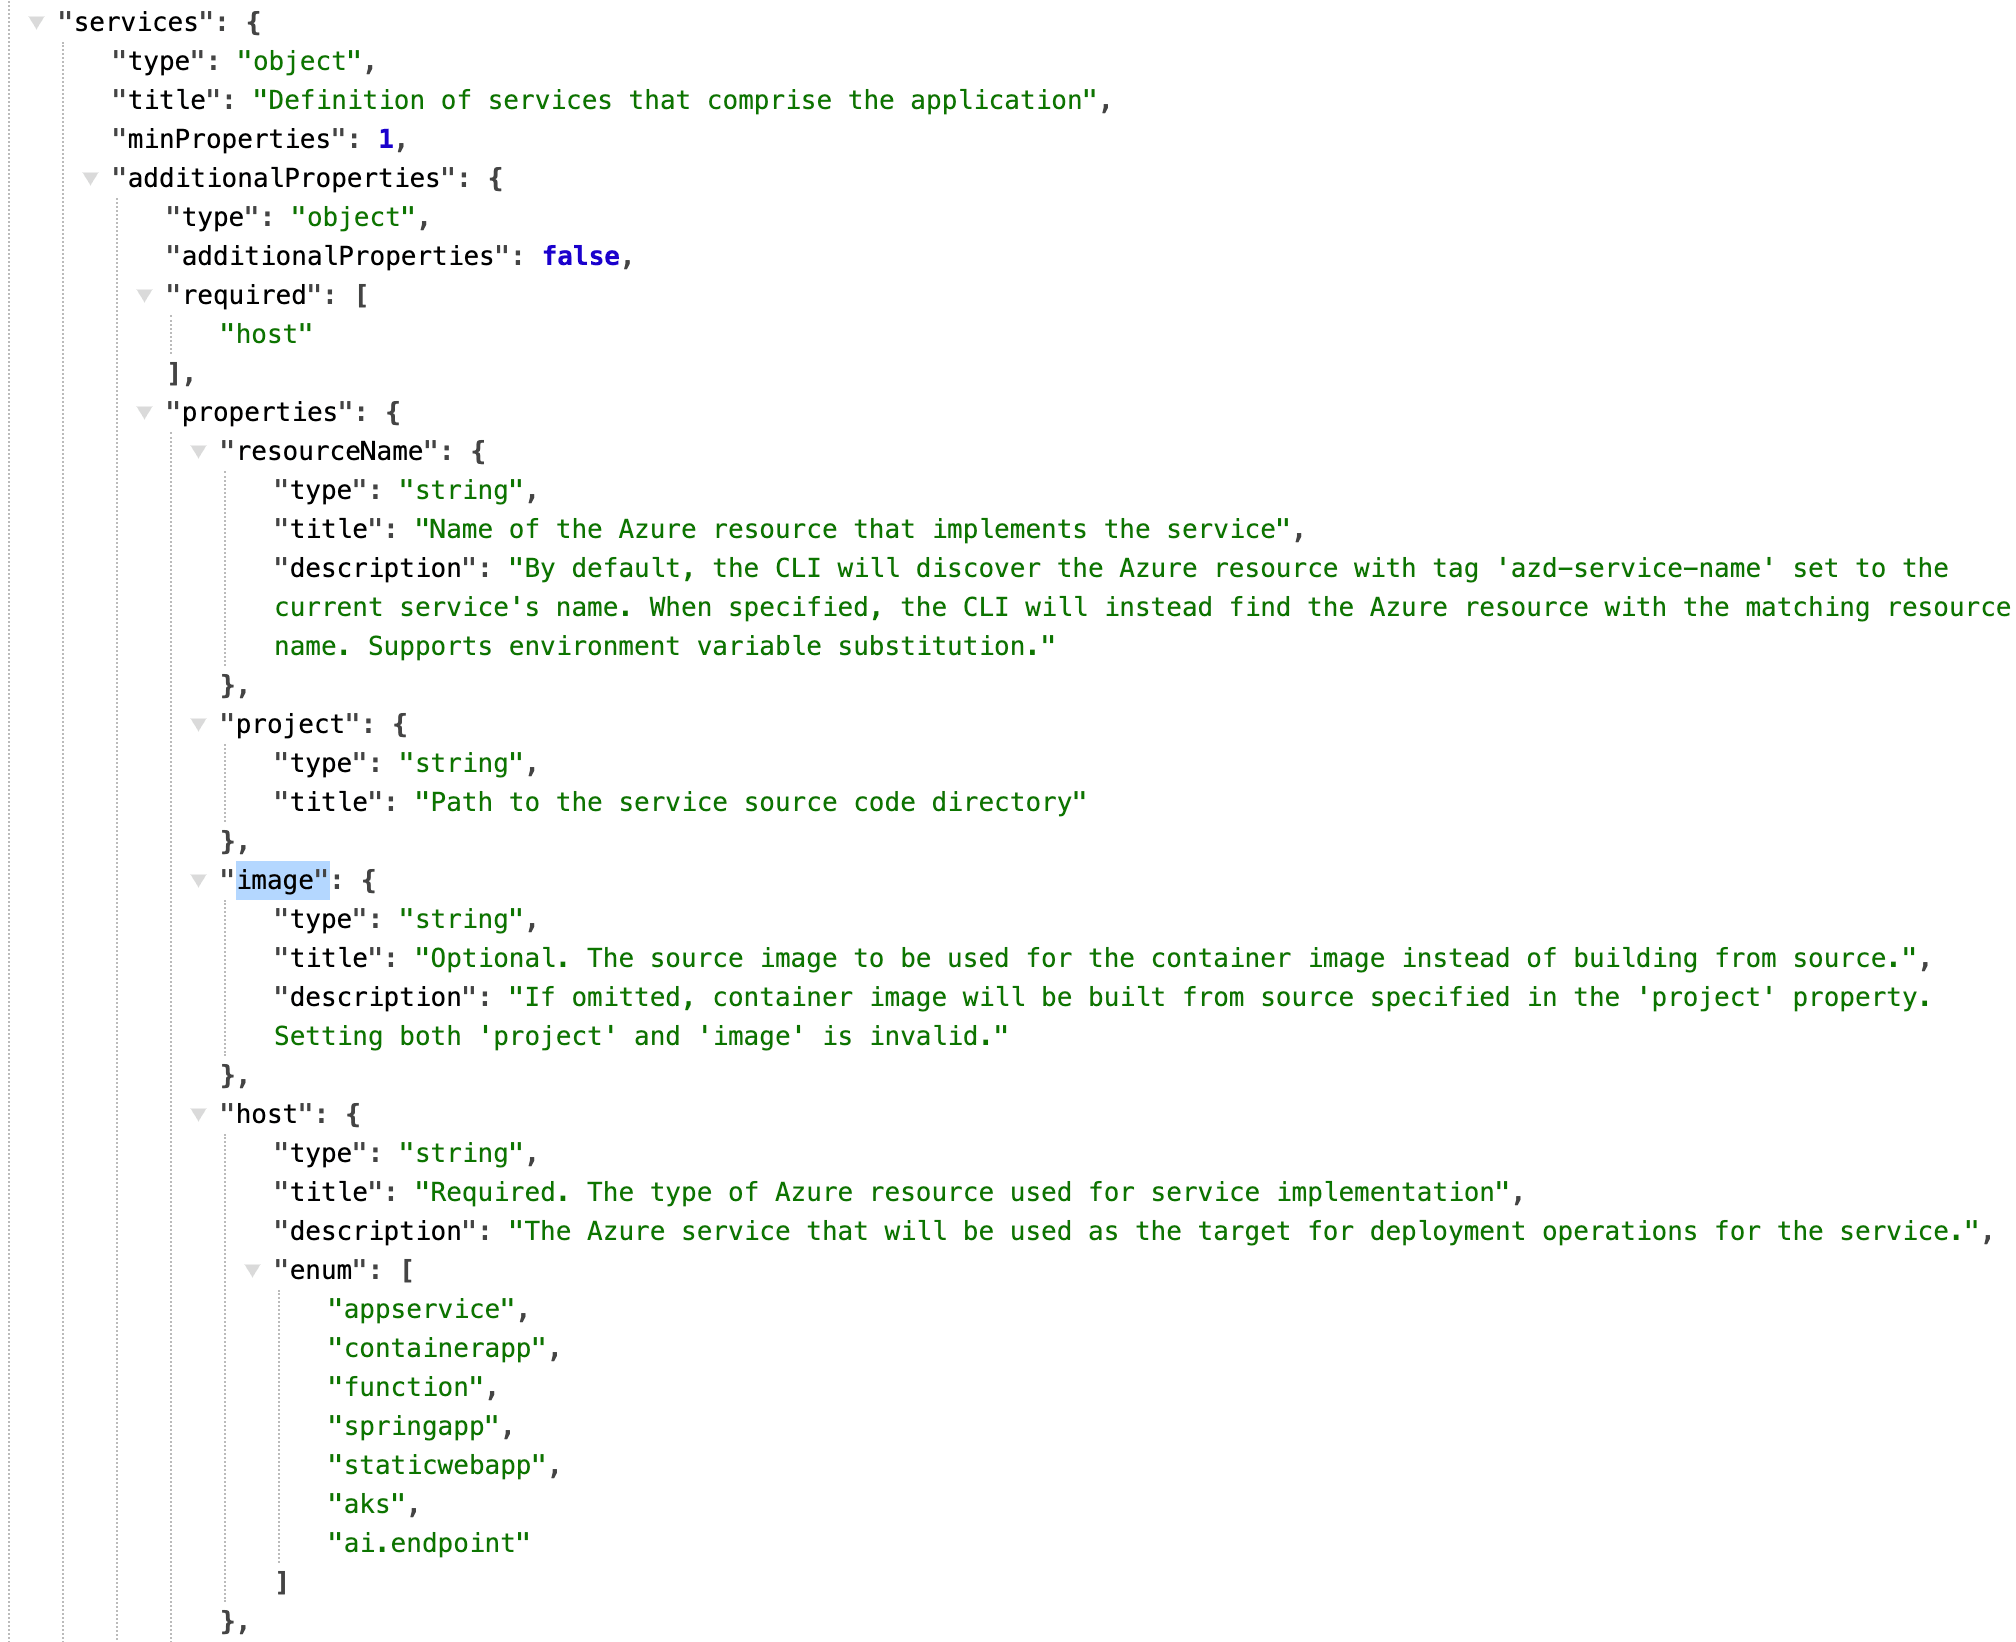 "services": {
"type": "object",
"title": "Definition of services that comprise the application",
"minProperties": 1,
"additionalProperties": {
"type": "object",
"additionalProperties": false,
"required": [
"host"
],
"properties": {
"resourceName": {
"type": "string",
"title": "Name of the Azure resource that implements the service",
"description": "By default, the CLI will discover the Azure resource with tag 'azd-service-name' set to the
current service's name. When specified, the CLI will instead find the Azure resource with the matching resource
name. Supports environment variable substitution."
},
"project": {
"type": "string",
"title": "Path to the service source code directory"
},
"image": {
"type": "string",
"title": "Optional. The source image to be used for the container image instead of building from source.",
"description": "If omitted, container image will be built from source specified in the 'project' property.
Setting both 'project' and 'image' is invalid."
},
"host": {
"type": "string",
"title": "Required. The type of Azure resource used for service implementation",
"description": "The Azure service that will be used as the target for deployment operations for the service.",
"enum": [
"appservice",
"containerapp",
"function",
"springapp",
"staticwebapp",
"aks",
"ai.endpoint"
]
},